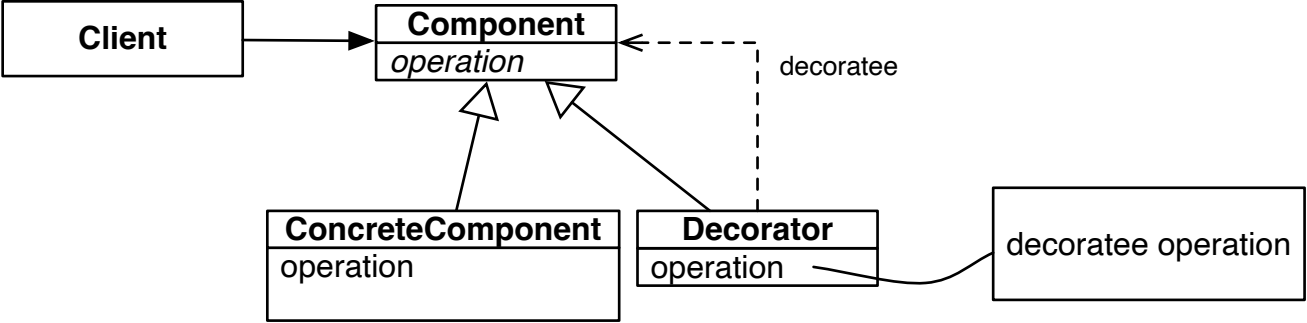 Client
Component
operation
decoratee
ConcreteComponent
operation
Decorator
operation
decoratee operation